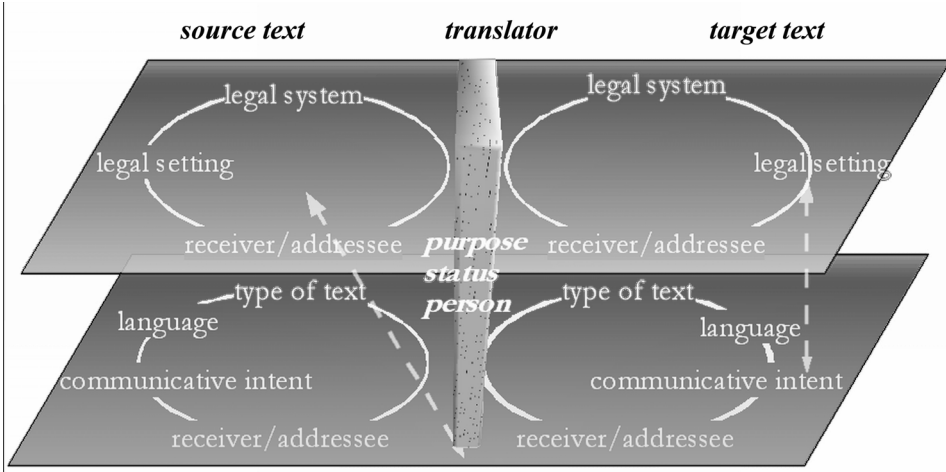 source text translator target text
legal system legal system
legal setting legal setting
receiver/addressee purpose receiver/addressee
status
person
type of text type of text
language language
communicative intent communicative intent
receiver/addressee receiver/addressee